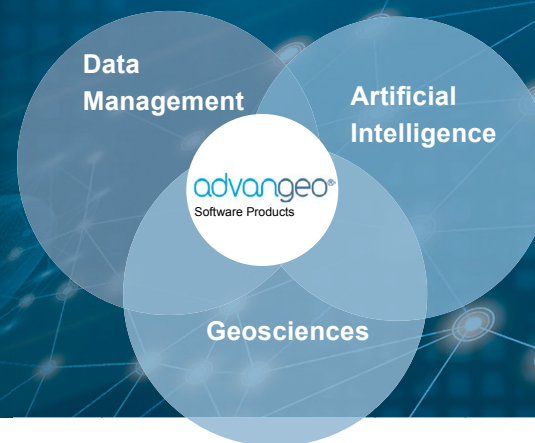 Data
Management
Artificial
Intelligence
advangeo®
Software Products
Geosciences